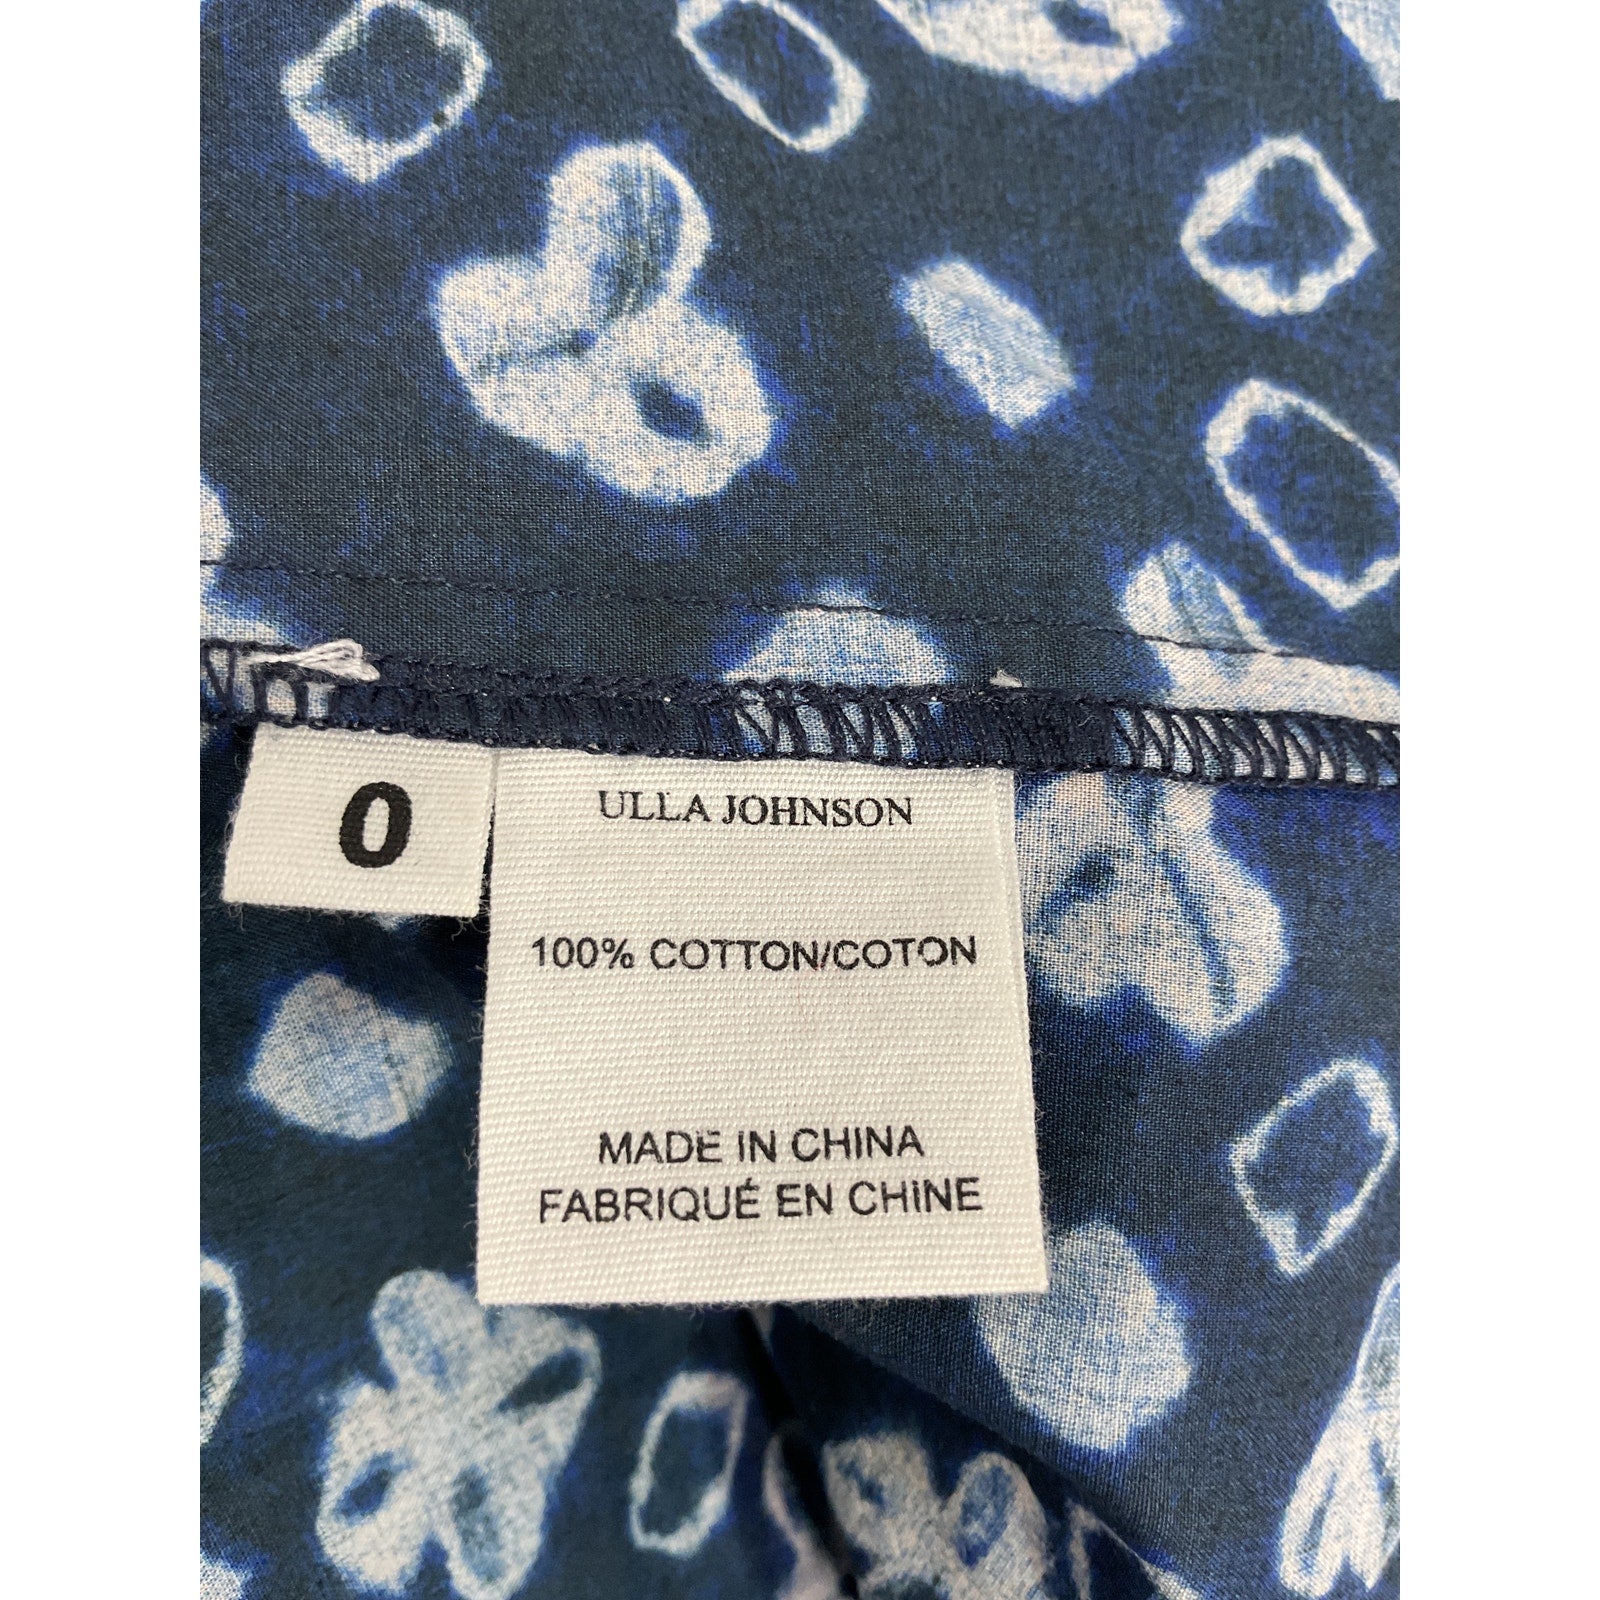 0
ULLA JOHNSON
100% COTTON/COTON
MADE IN CHINA
FABRIQUÉ EN CHINE